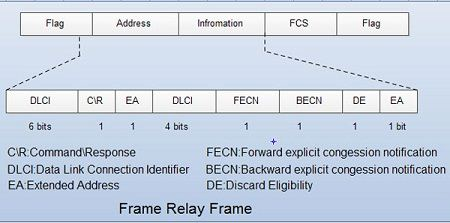 Flag Address Infromation FCS Flag
DLCI C\R EA DLCI FECN BECN DE EA
6 bits 1 1 4 bits 1 1 1 1 bit
C\R:Command\Response FECN:Forward explicit congession notification
DLCI:Data Link Connection Identifier BECN:Backward explicit congession notification
EA:Extended Address DE:Discard Eligibility
Frame Relay Frame